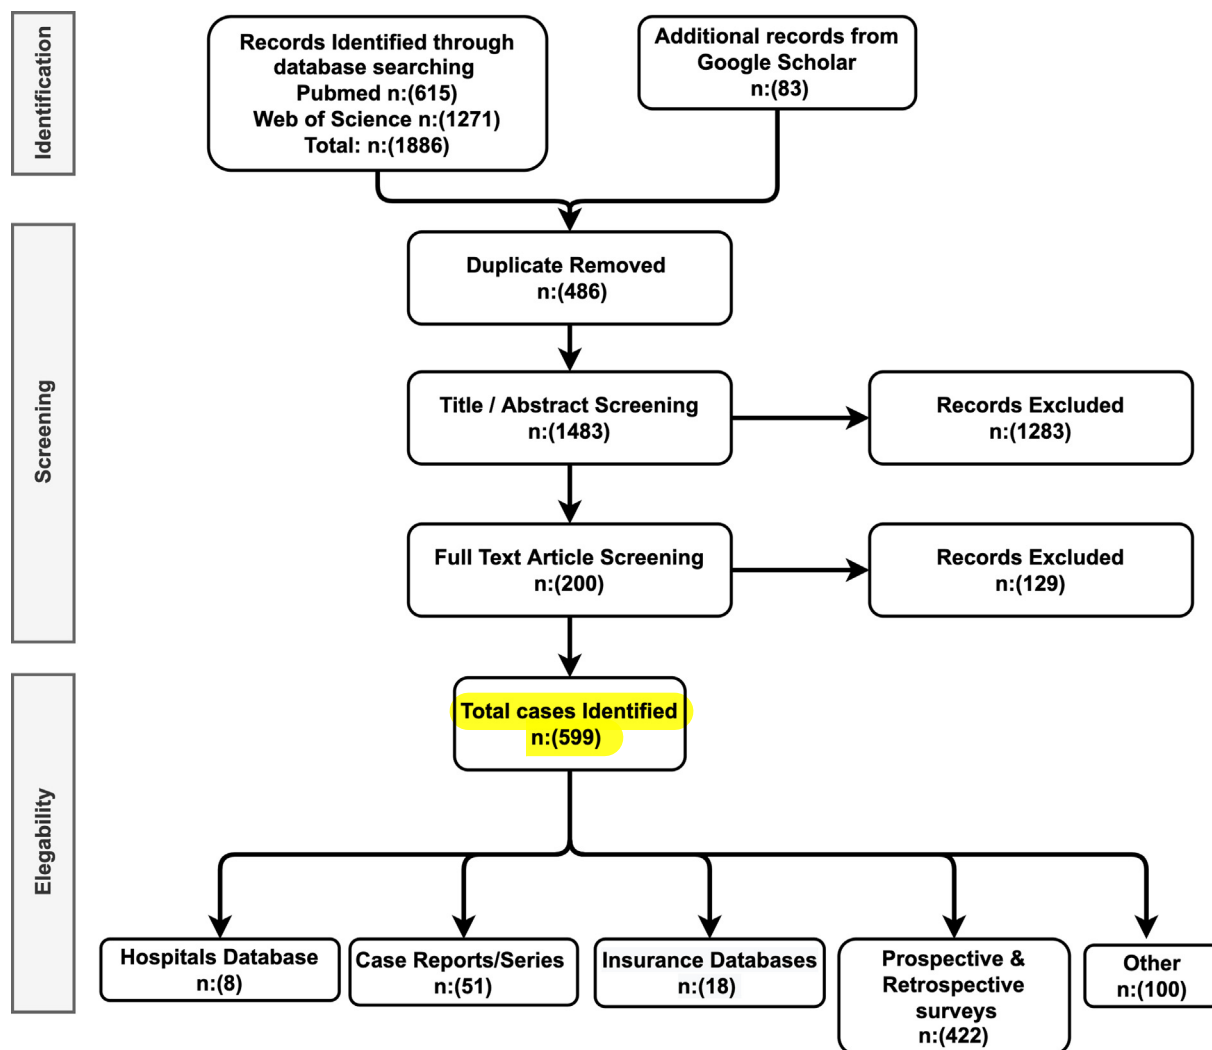 Identification
Records Identified through
database searching
Pubmed n:(615)
Web of Science n:(1271)
Total: n:(1886)
Additional records from
Google Scholar
n:(83)
Screening
Duplicate Removed
n:(486)
Title / Abstract Screening
n:(1483)
Records Excluded
n:(1283)
Full Text Article Screening
n:(200)
Records Excluded
n:(129)
Elegability
Total cases Identified
n:(599)
Hospitals Database
n:(8)
Case Reports/Series
n:(51)
Insurance Databases
n:(18)
Prospective &
Retrospective
surveys
n:(422)
Other
n:(100)